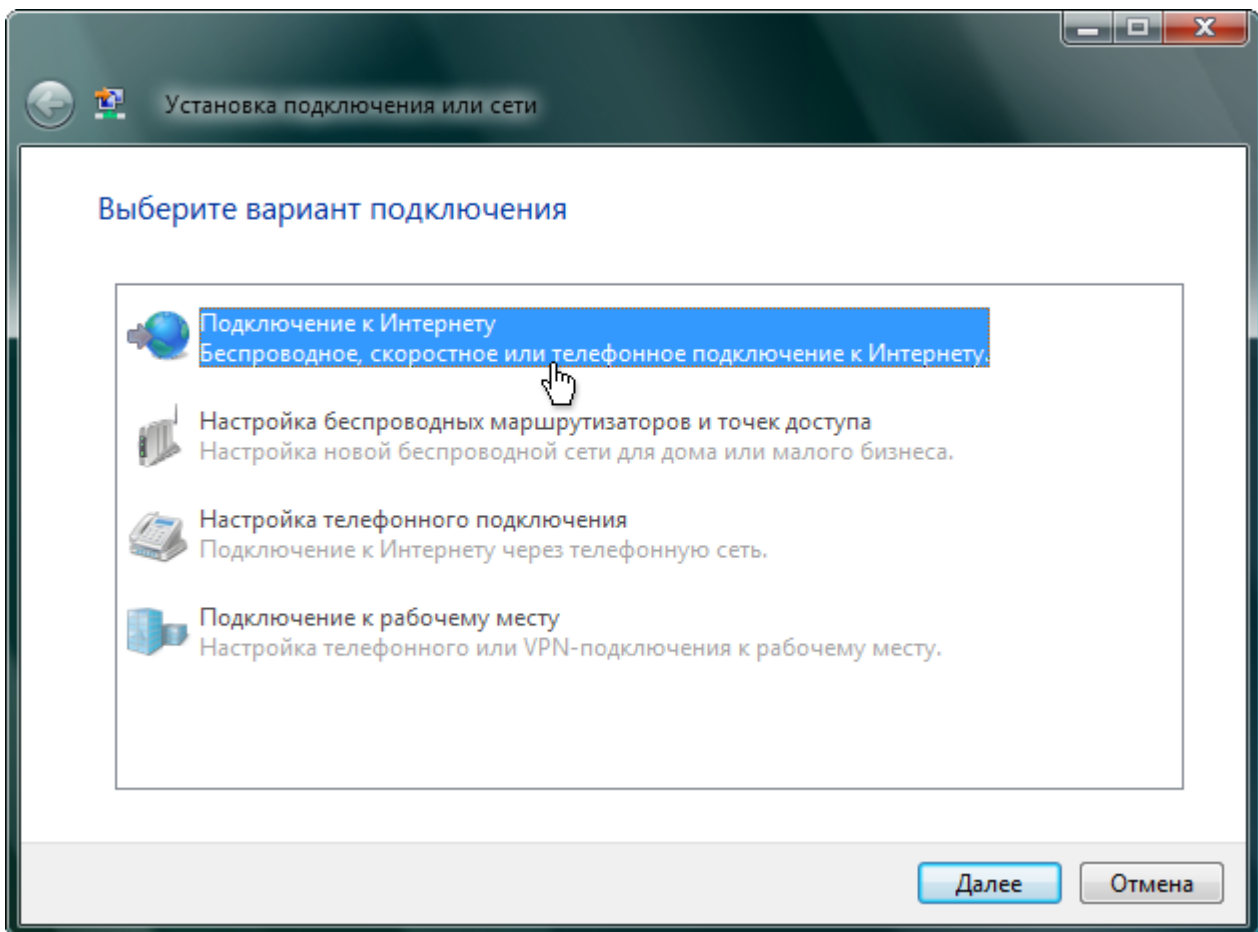 Установка подключения или сети
Выберите вариант подключения
Подключение к Интернету
Беспроводное, скоростное или телефонное подключение к Интернету.
Настройка беспроводных маршрутизаторов и точек доступа
Настройка новой беспроводной сети для дома или малого бизнеса.
Настройка телефонного подключения
Подключение к Интернету через телефонную сеть.
Подключение к рабочему месту
Настройка телефонного или VPN-подключения к рабочему месту.
Далее Отмена